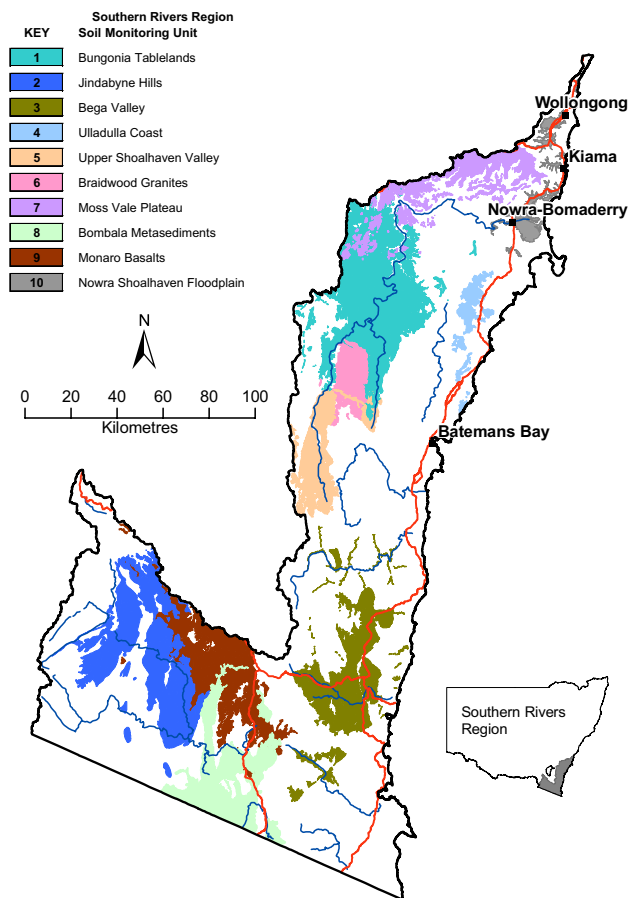 Southern Rivers Region
KEY Soil Monitoring Unit
1 Bungonia Tablelands
2 Jindabyne Hills
3 Bega Valley
4 Ulladulla Coast
5 Upper Shoalhaven Valley
6 Braidwood Granites
7 Moss Vale Plateau
8 Bombala Metasediments
9 Monaro Basalts
10 Nowra Shoalhaven Floodplain
Wollongong
Kiama
Nowra-Bomaderry
N
0 20 40 60 80 100
Kilometres
Batemans Bay
Southern Rivers
Region